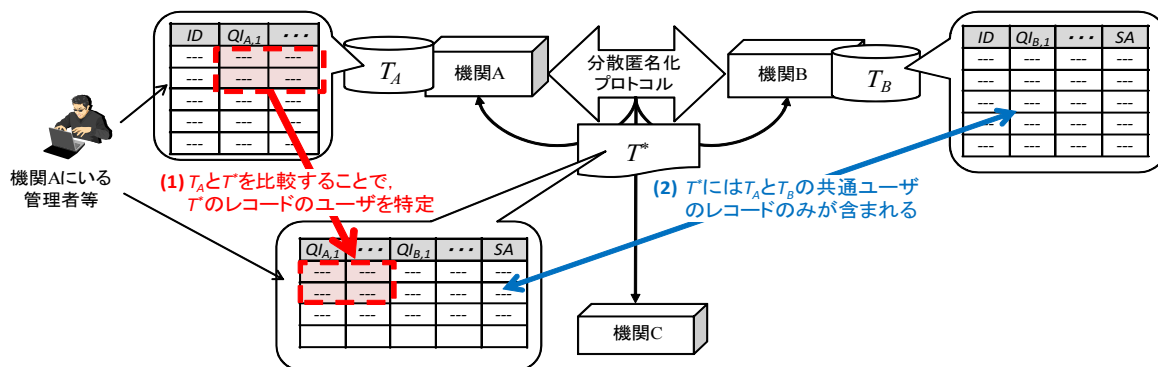 ID QI_A,1 ・・・
--- --- ---
--- --- ---
--- --- ---
--- --- ---
--- --- ---
T_A
機関A
分散匿名化
プロトコル
機関B
T_B
ID QI_B,1 ・・・ SA
--- --- --- ---
--- --- --- ---
--- --- --- ---
--- --- --- ---
--- --- --- ---
機関Aにいる
管理者等
T*
(1) T_AとT*を比較することで,
T*のレコードのユーザを特定
(2) T*にはT_AとT_Bの共通ユーザ
のレコードのみが含まれる
QI_A,1 ・・・ QI_B,1 ・・・ SA
--- --- --- --- ---
--- --- --- --- ---
--- --- --- --- ---
機関C